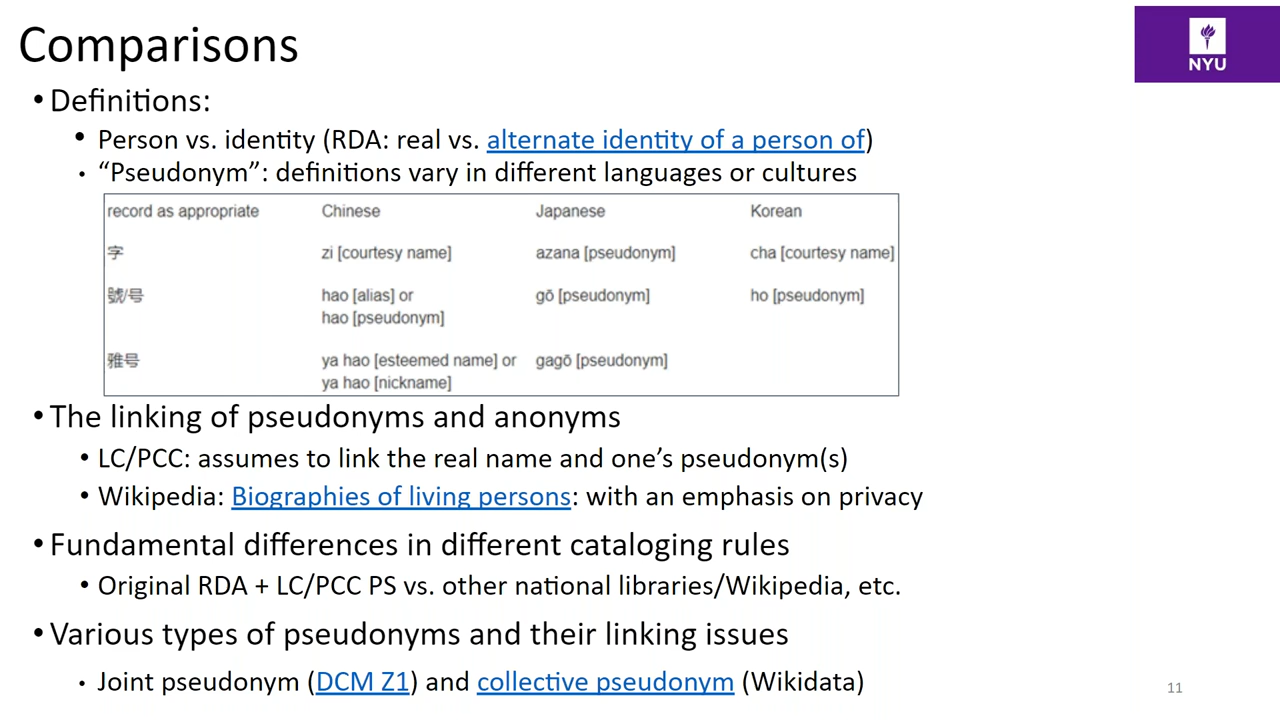 Comparisons
NYU
• Definitions:
• Person vs. identity (RDA: real vs. alternate identity of a person of)
• “Pseudonym”: definitions vary in different languages or cultures
record as appropriate Chinese Japanese Korean
字 zi [courtesy name] azana [pseudonym] cha [courtesy name]
號/号 hao [alias] or gō [pseudonym] ho [pseudonym]
hao [pseudonym]
雅号 ya hao [esteemed name] or gagō [pseudonym]
ya hao [nickname]
• The linking of pseudonyms and anonyms
• LC/PCC: assumes to link the real name and one’s pseudonym(s)
• Wikipedia: Biographies of living persons: with an emphasis on privacy
• Fundamental differences in different cataloging rules
• Original RDA + LC/PCC PS vs. other national libraries/Wikipedia, etc.
• Various types of pseudonyms and their linking issues
• Joint pseudonym (DCM Z1) and collective pseudonym (Wikidata)
11